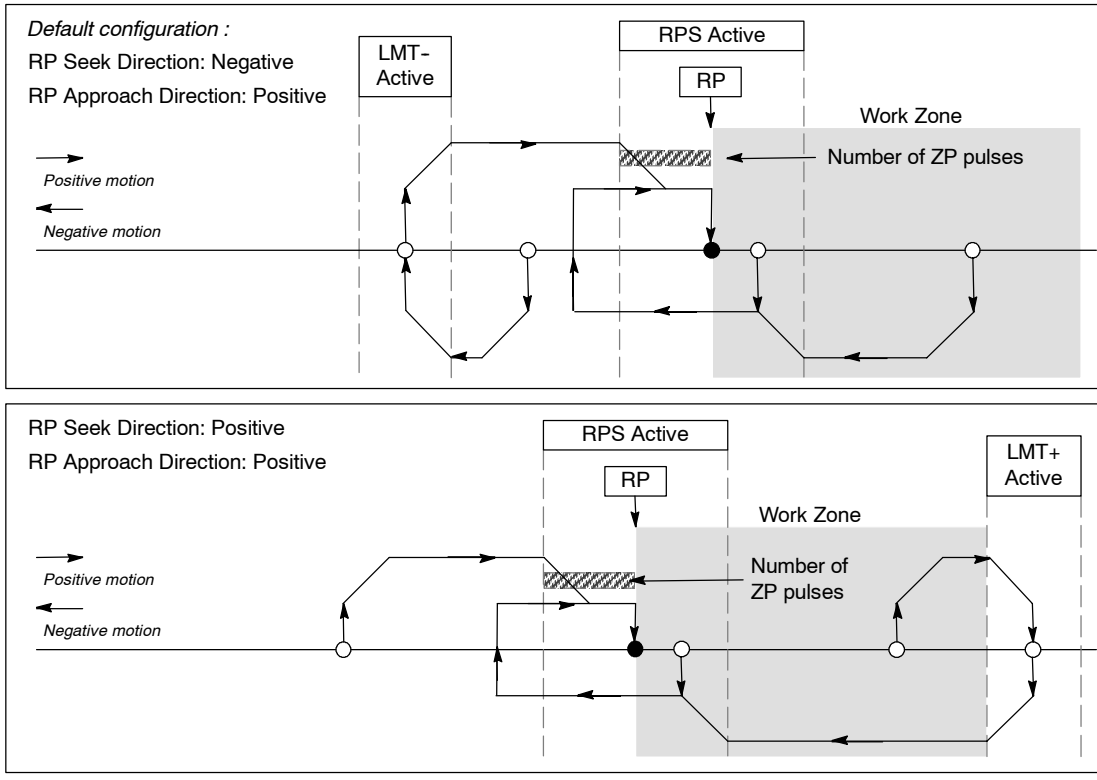 Default configuration :
RP Seek Direction: Negative
RP Approach Direction: Positive
LMT-
Active
RPS Active
RP
Work Zone
Number of ZP pulses
Positive motion
Negative motion
RP Seek Direction: Positive
RP Approach Direction: Positive
RPS Active
LMT+
Active
RP
Work Zone
Number of
ZP pulses
Positive motion
Negative motion